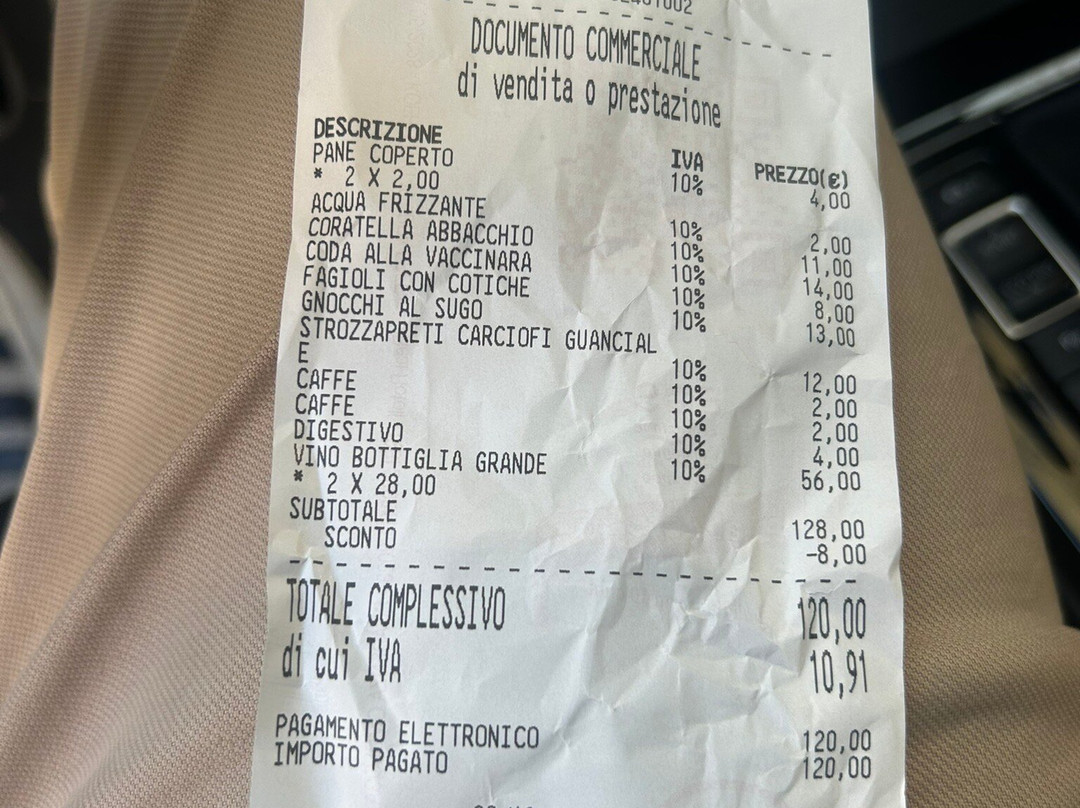 DOCUMENTO COMMERCIALE
di vendita o prestazione
DESCRIZIONE IVA PREZZO(€)
PANE COPERTO 10% 4,00
* 2 X 2,00
ACQUA FRIZZANTE 10% 2,00
CORATELLA ABBACCHIO 10% 11,00
CODA ALLA VACCINARA 10% 14,00
FAGIOLI CON COTICHE 10% 8,00
GNOCCHI AL SUGO 10% 13,00
STROZZAPRETI CARCIOFI GUANCIAL
E 10% 12,00
CAFFE 10% 2,00
CAFFE 10% 2,00
DIGESTIVO 10% 4,00
VINO BOTTIGLIA GRANDE 10% 56,00
* 2 X 28,00
SUBTOTALE 128,00
SCONTO -8,00
TOTALE COMPLESSIVO 120,00
di cui IVA 10,91
PAGAMENTO ELETTRONICO 120,00
IMPORTO PAGATO 120,00